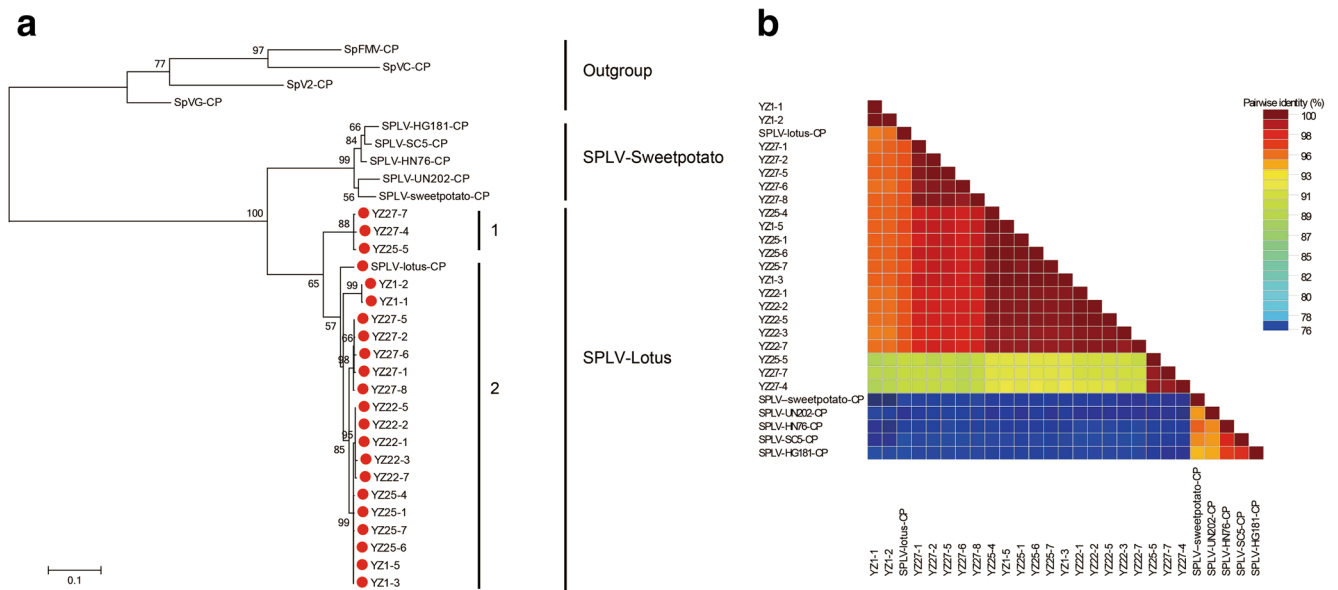 a
97
SpFMV-CP
77
SpVC-CP
SpV2-CP
SpVG-CP
Outgroup
66
SPLV-HG181-CP
84
SPLV-SC5-CP
99
SPLV-HN76-CP
SPLV-UN202-CP
56
SPLV-sweetpotato-CP
SPLV-Sweetpotato
100
YZ27-7
88
YZ27-4
YZ25-5
1
65
SPLV-lotus-CP
99
YZ1-2
YZ1-1
57
YZ27-5
66
YZ27-2
98
YZ27-6
YZ27-1
YZ27-8
YZ22-5
YZ22-2
95
YZ22-1
85
YZ22-3
YZ22-7
YZ25-4
YZ25-1
99
YZ25-7
YZ25-6
YZ1-5
YZ1-3
2
SPLV-Lotus
0.1
b
YZ1-1
YZ1-2
SPLV-lotus-CP
YZ27-1
YZ27-2
YZ27-5
YZ27-6
YZ27-8
YZ25-4
YZ1-5
YZ25-1
YZ25-6
YZ25-7
YZ1-3
YZ22-1
YZ22-2
YZ22-5
YZ22-3
YZ22-7
YZ25-5
YZ27-7
YZ27-4
SPLV-sweetpotato-CP
SPLV-UN202-CP
SPLV-HN76-CP
SPLV-SC5-CP
SPLV-HG181-CP
Pairwise identity (%)
100
98
96
93
91
89
87
85
82
80
78
76
YZ1-1
YZ1-2
SPLV-lotus-CP
YZ27-1
YZ27-2
YZ27-5
YZ27-6
YZ27-8
YZ25-4
YZ1-5
YZ25-1
YZ25-6
YZ25-7
YZ1-3
YZ22-1
YZ22-2
YZ22-5
YZ22-3
YZ22-7
YZ25-5
YZ27-7
YZ27-4
SPLV-sweetpotato-CP
SPLV-UN202-CP
SPLV-HN76-CP
SPLV-SC5-CP
SPLV-HG181-CP